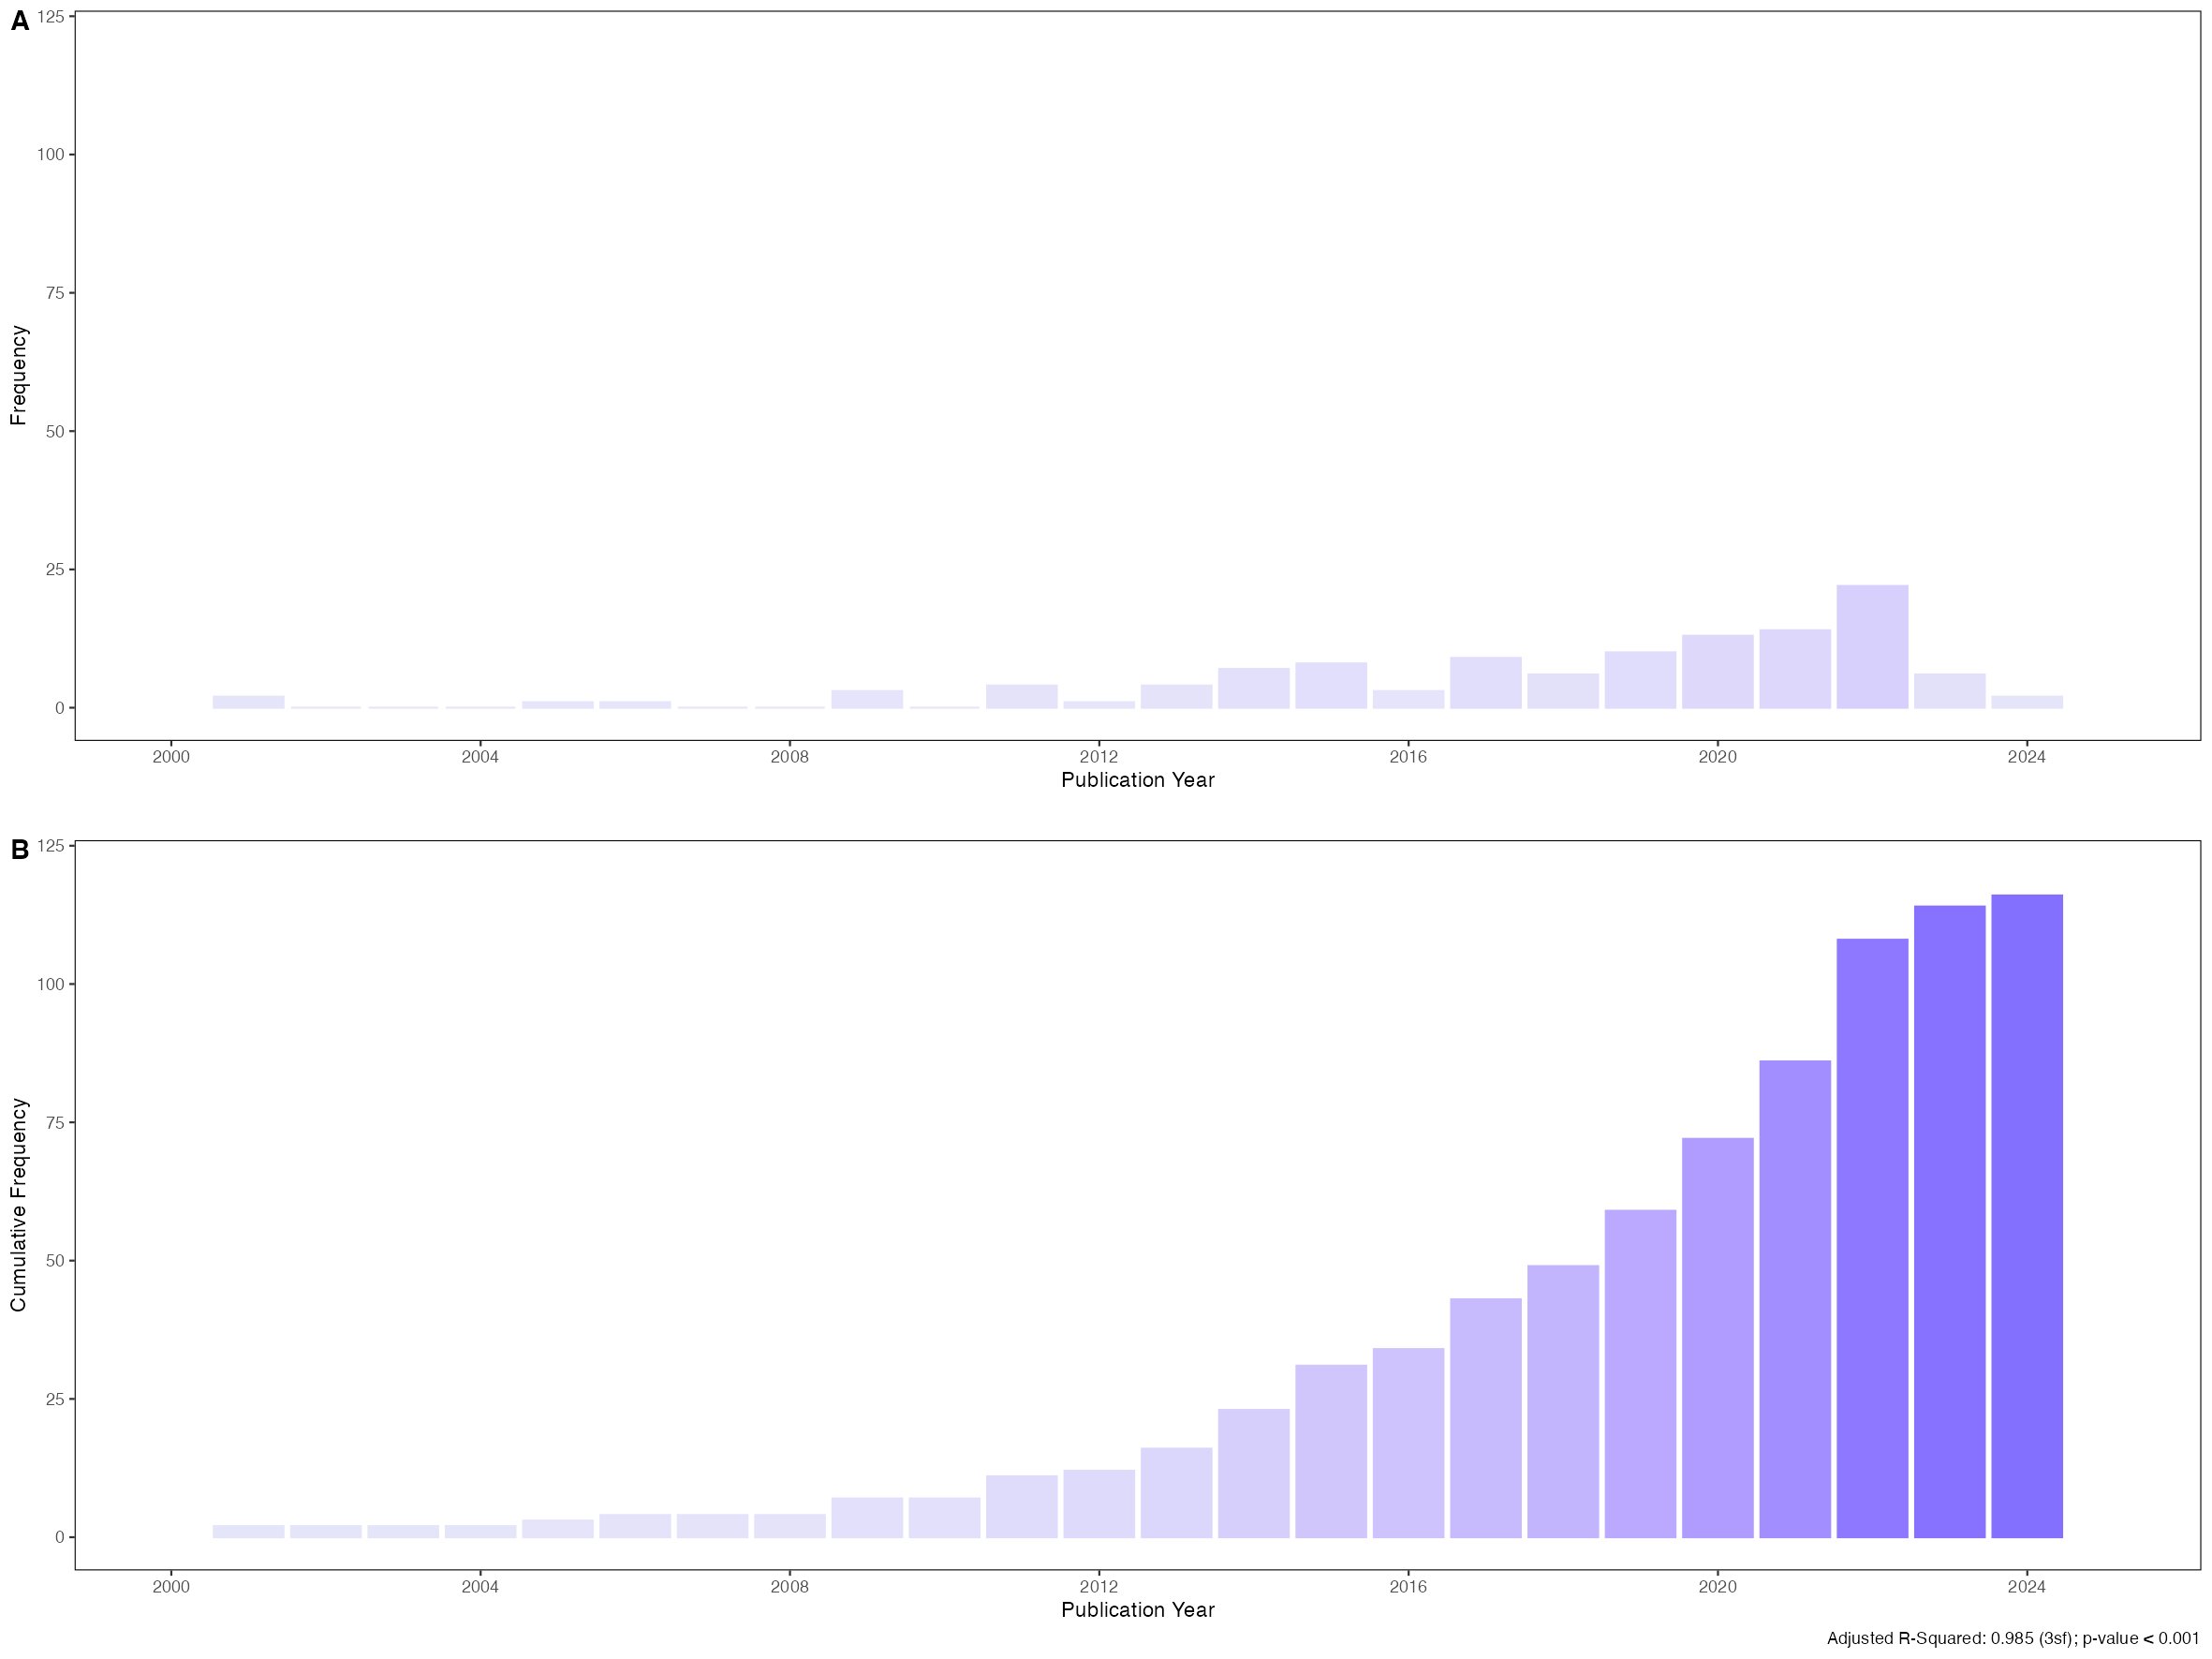 A
125
100
75
50
25
0
Frequency
2000 2004 2008 2012 2016 2020 2024
Publication Year
B
125
100
75
50
25
0
Cumulative Frequency
2000 2004 2008 2012 2016 2020 2024
Publication Year
Adjusted R-Squared: 0.985 (3sf); p-value < 0.001